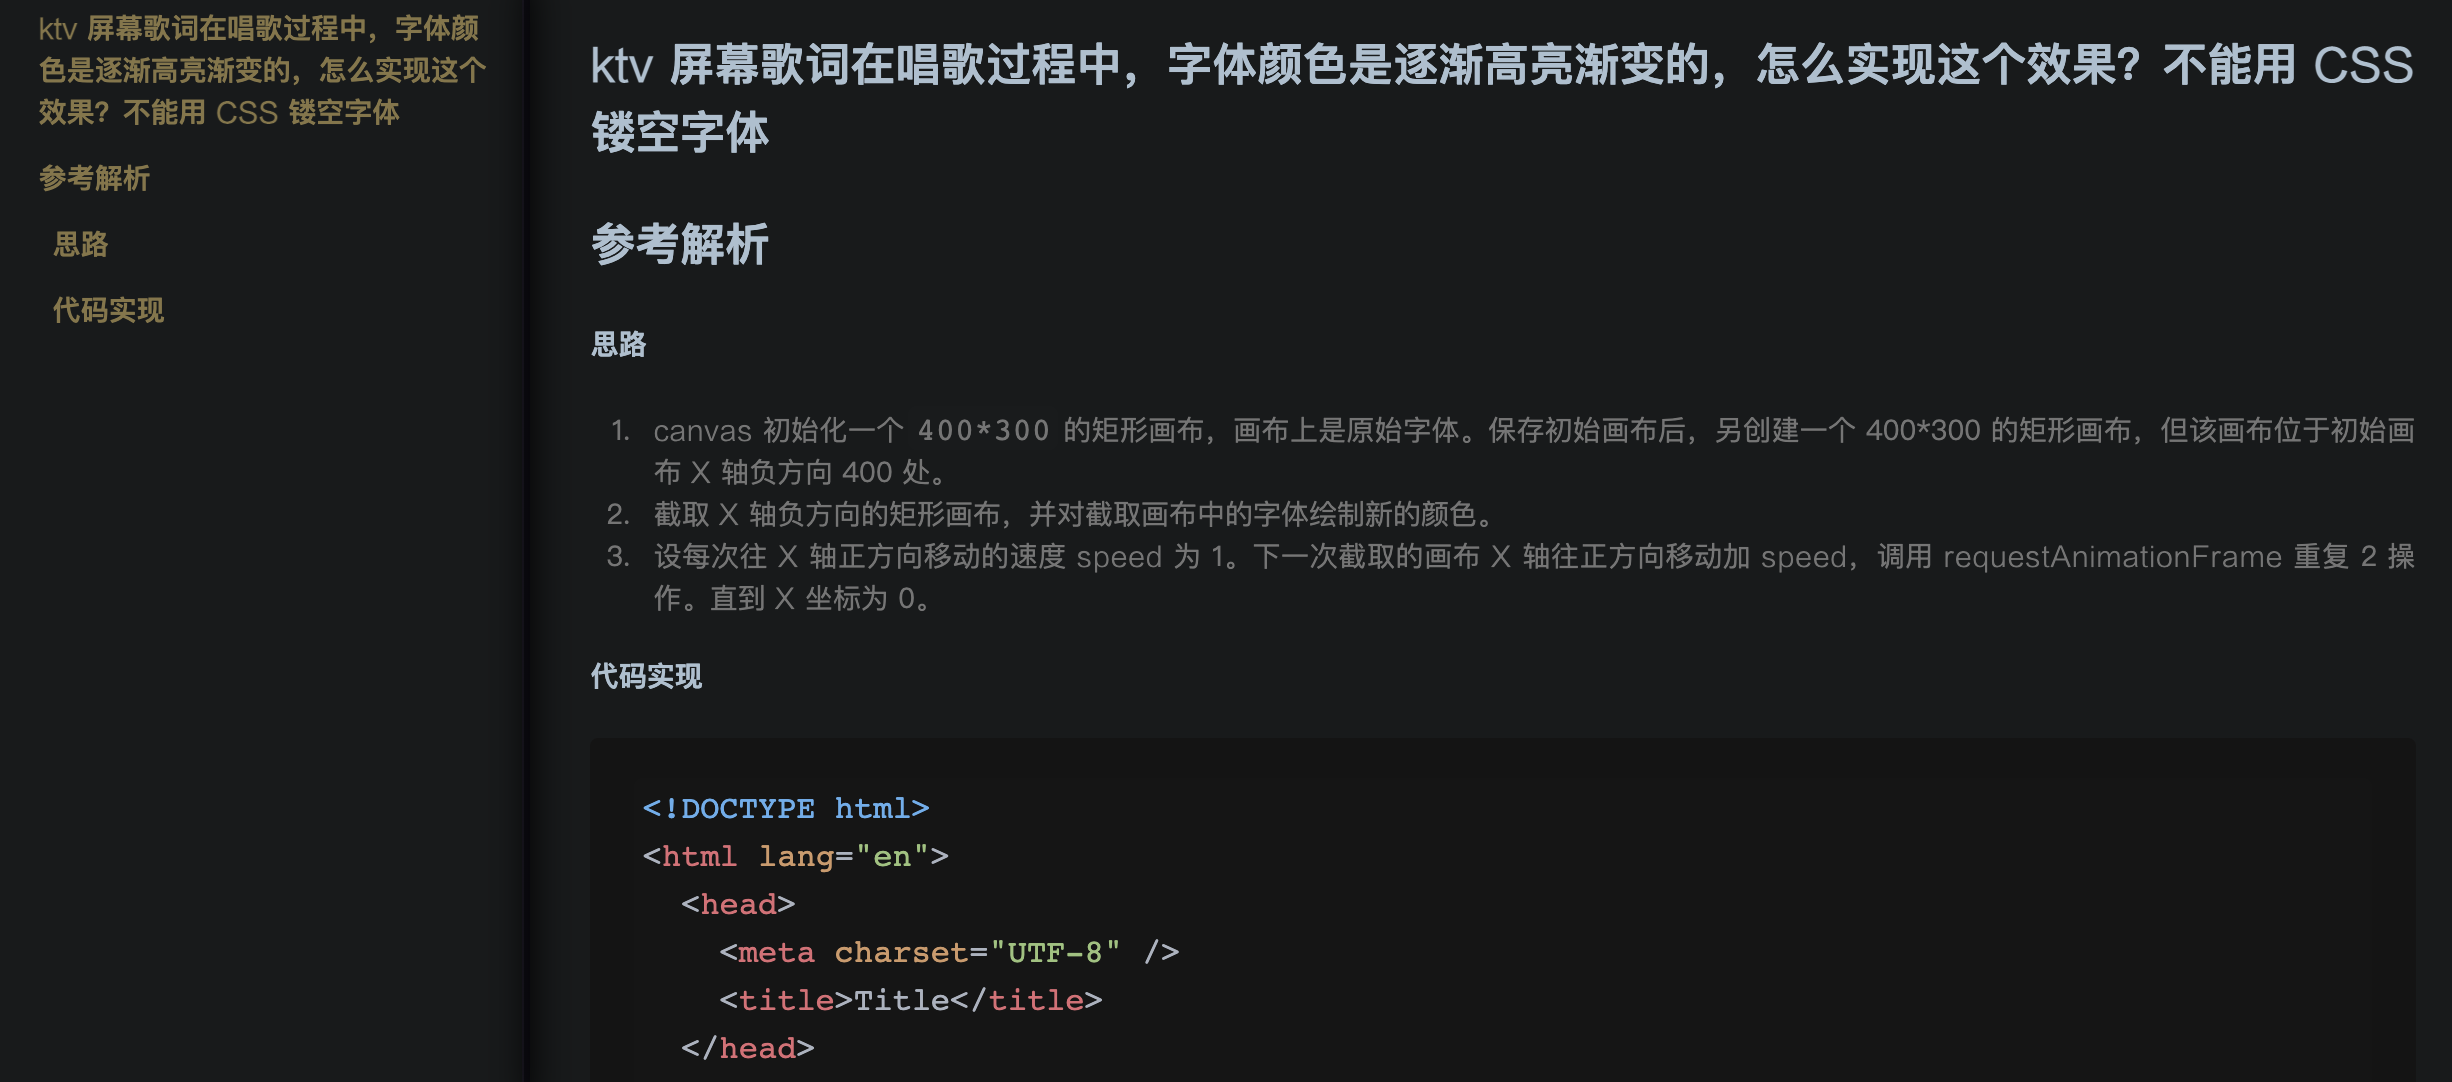 ktv 屏幕歌词在唱歌过程中，字体颜
色是逐渐高亮渐变的，怎么实现这个
效果？不能用 CSS 镂空字体
参考解析
思路
代码实现
ktv 屏幕歌词在唱歌过程中，字体颜色是逐渐高亮渐变的，怎么实现这个效果？不能用 CSS
镂空字体
参考解析
思路
1. canvas 初始化一个 400*300 的矩形画布，画布上是原始字体。保存初始画布后，另创建一个 400*300 的矩形画布，但该画布位于初始画
布 X 轴负方向 400 处。
2. 截取 X 轴负方向的矩形画布，并对截取画布中的字体绘制新的颜色。
3. 设每次往 X 轴正方向移动的速度 speed 为 1。下一次截取的画布 X 轴往正方向移动加 speed，调用 requestAnimationFrame 重复 2 操
作。直到 X 坐标为 0。
代码实现
<!DOCTYPE html>
<html lang="en">
  <head>
    <meta charset="UTF-8" />
    <title>Title</title>
  </head>